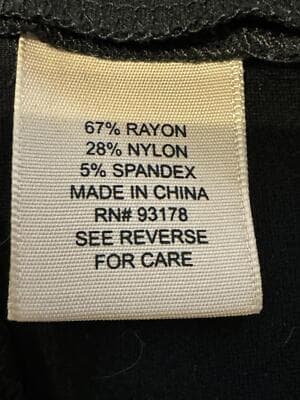 67% RAYON
28% NYLON
5% SPANDEX
MADE IN CHINA
RN# 93178
SEE REVERSE
FOR CARE